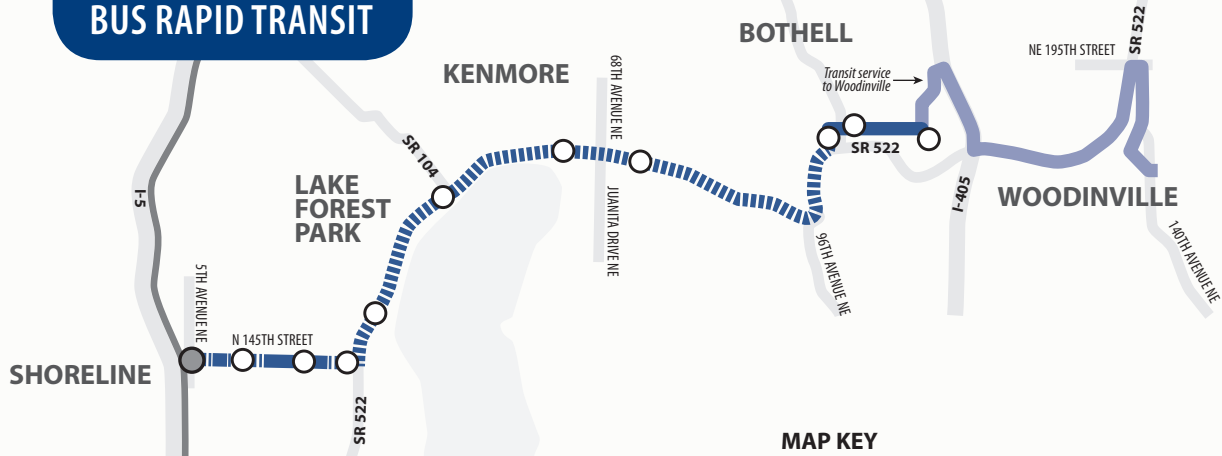 BUS RAPID TRANSIT
BOTHELL
SR 522
NE 195TH STREET
KENMORE
68TH AVENUE NE
Transit service
to Woodinville
SR 104
SR 522
LAKE
FOREST
PARK
I-5
JUANITA DRIVE NE
I-405
WOODINVILLE
96TH AVENUE NE
140TH AVENUE NE
5TH AVENUE NE
N 145TH STREET
SHORELINE
SR 522
MAP KEY